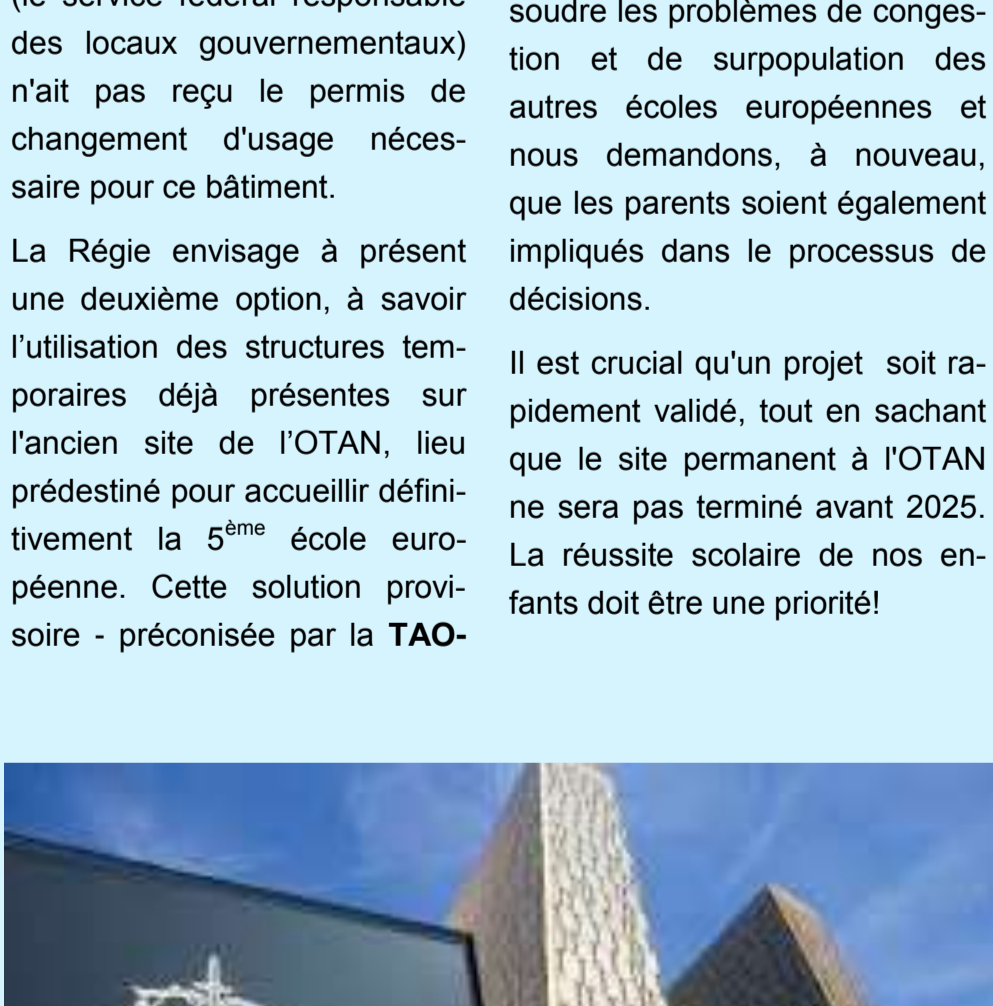 (le service fédéral responsable
des locaux gouvernementaux)
n'ait pas reçu le permis de
changement d'usage néces-
saire pour ce bâtiment.
La Régie envisage à présent
une deuxième option, à savoir
l’utilisation des structures tem-
poraires déjà présentes sur
l'ancien site de l’OTAN, lieu
prédestiné pour accueillir défini-
tivement la 5ème école euro-
péenne. Cette solution provi-
soire - préconisée par la TAO-
soudre les problèmes de conges-
tion et de surpopulation des
autres écoles européennes et
nous demandons, à nouveau,
que les parents soient également
impliqués dans le processus de
décisions.
Il est crucial qu'un projet soit ra-
pidement validé, tout en sachant
que le site permanent à l'OTAN
ne sera pas terminé avant 2025.
La réussite scolaire de nos en-
fants doit être une priorité!